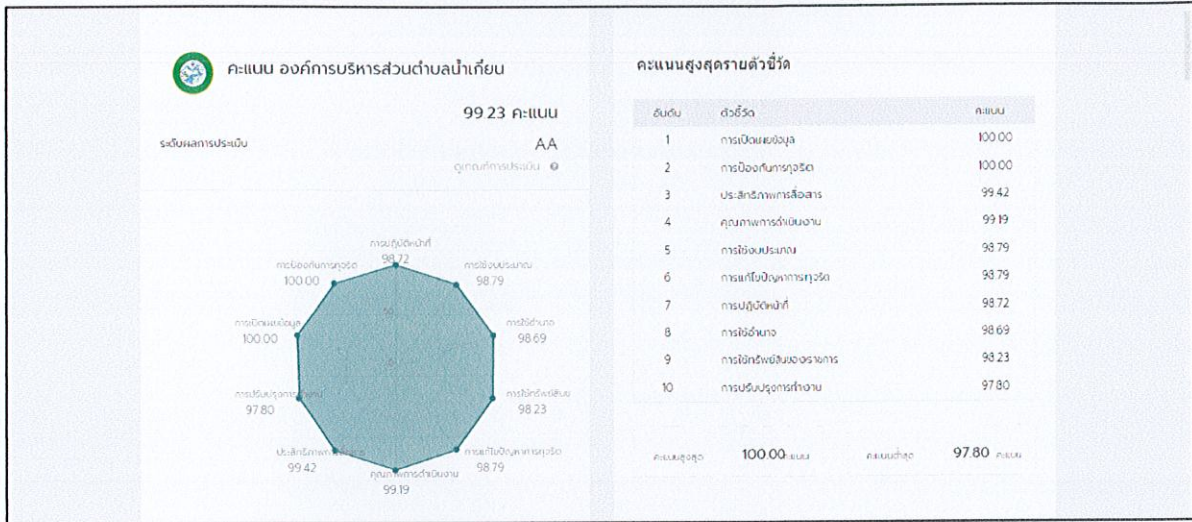 คะแนน องค์การบริหารส่วนตำบลน้ำเกี๋ยน
99.23 คะแนน
ระดับผลการประเมิน
AA
ดูเกณฑ์การประเมิน
การปฏิบัติหน้าที่
98.72
การป้องกันการทุจริต
100.00
การใช้งบประมาณ
98.79
การเปิดเผยข้อมูล
100.00
การใช้อำนาจ
98.69
การปรับปรุงการทำงาน
97.80
การใช้ทรัพย์สินข
98.23
ประสิทธิภาพการสื่อสาร
99.42
การแก้ไขปัญหาการทุจริต
98.79
คุณภาพการดำเนินงาน
99.19
คะแนนสูงสุดรายตัวชี้วัด
อันดับ ตัวชี้วัด คะแนน
1 การเปิดเผยข้อมูล 100.00
2 การป้องกันการทุจริต 100.00
3 ประสิทธิภาพการสื่อสาร 99.42
4 คุณภาพการดำเนินงาน 99.19
5 การใช้งบประมาณ 98.79
6 การแก้ไขปัญหาการทุจริต 98.79
7 การปฏิบัติหน้าที่ 98.72
8 การใช้อำนาจ 98.69
9 การใช้ทรัพย์สินของราชการ 98.23
10 การปรับปรุงการทำงาน 97.80
คะแนนสูงสุด 100.00 คะแนน คะแนนต่ำสุด 97.80 คะแนน